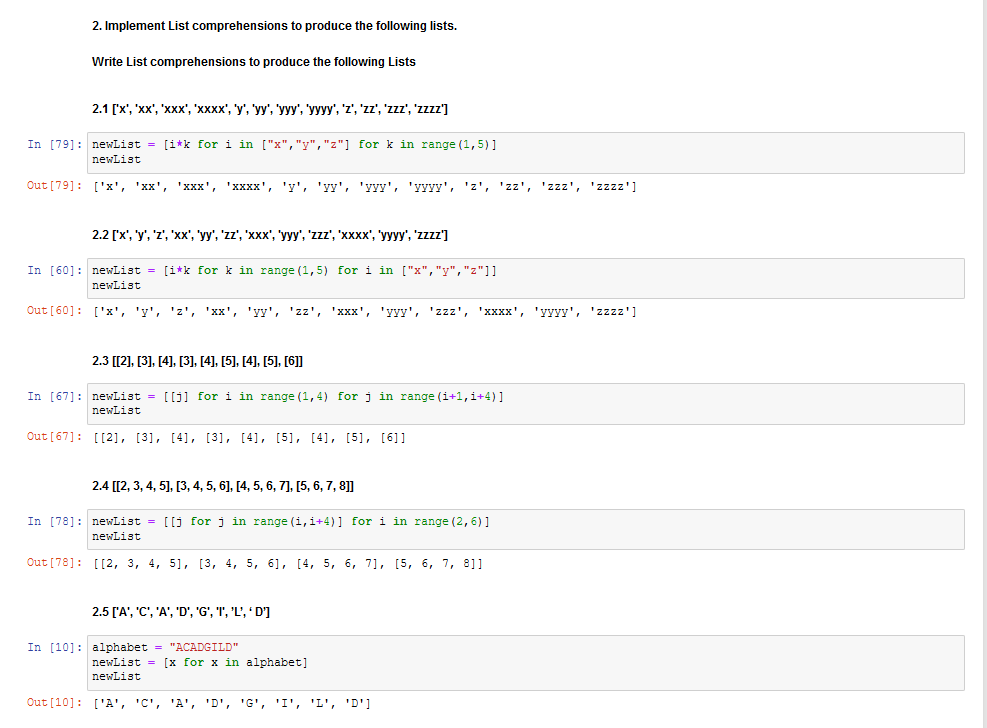 2. Implement List comprehensions to produce the following lists.
Write List comprehensions to produce the following Lists
2.1 ['x', 'xx', 'xxx', 'xxxx', 'y', 'yy', 'yyy', 'yyyy', 'z', 'zz', 'zzz', 'zzzz']
In [79]: newList = [i*k for i in ["x","y","z"] for k in range(1,5)]
newList
Out[79]: ['x', 'xx', 'xxx', 'xxxx', 'y', 'yy', 'yyy', 'yyyy', 'z', 'zz', 'zzz', 'zzzz']
2.2 ['x', 'y', 'z', 'xx', 'yy', 'zz', 'xxx', 'yyy', 'zzz', 'xxxx', 'yyyy', 'zzzz']
In [60]: newList = [i*k for k in range(1,5) for i in ["x","y","z"]]
newList
Out[60]: ['x', 'y', 'z', 'xx', 'yy', 'zz', 'xxx', 'yyy', 'zzz', 'xxxx', 'yyyy', 'zzzz']
2.3 [[2], [3], [4], [3], [4], [5], [4], [5], [6]]
In [67]: newList = [[j] for i in range(1,4) for j in range(i+1,i+4)]
newList
Out[67]: [[2], [3], [4], [3], [4], [5], [4], [5], [6]]
2.4 [[2, 3, 4, 5], [3, 4, 5, 6], [4, 5, 6, 7], [5, 6, 7, 8]]
In [78]: newList = [[j for j in range(i,i+4)] for i in range(2,6)]
newList
Out[78]: [[2, 3, 4, 5], [3, 4, 5, 6], [4, 5, 6, 7], [5, 6, 7, 8]]
2.5 ['A', 'C', 'A', 'D', 'G', 'I', 'L', ‘ D']
In [10]: alphabet = "ACADGILD"
newList = [x for x in alphabet]
newList
Out[10]: ['A', 'C', 'A', 'D', 'G', 'I', 'L', 'D']